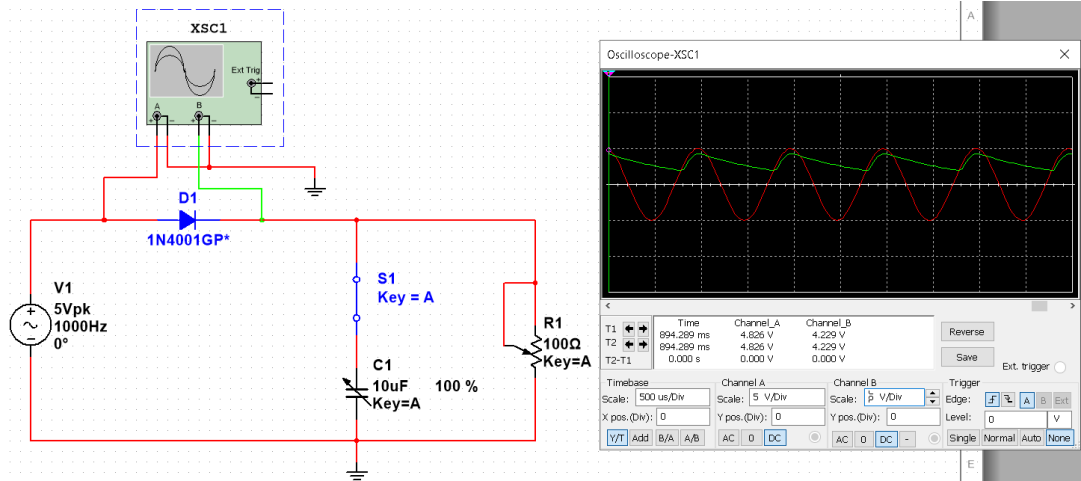 XSC1
Ext Trig
+
–
A
B
+ –
+ –
D1
1N4001GP*
V1
5Vpk
1000Hz
0°
S1
Key = A
C1
10uF 100 %
Key=A
R1
100Ω
Key=A
A
E
Oscilloscope-XSC1
T1
T2
T2-T1
Time Channel_A Channel_B
894.289 ms 4.826 V 4.229 V
894.289 ms 4.826 V 4.229 V
0.000 s 0.000 V 0.000 V
Reverse
Save
Ext. trigger
Timebase
Scale: 500 us/Div
X pos.(Div): 0
Y/T Add B/A A/B
Channel A
Scale: 5 V/Div
Y pos.(Div): 0
AC 0 DC
Channel B
Scale: V/Div
Y pos.(Div): 0
AC 0 DC -
Trigger
Edge: A B Ext
Level: 0 V
Single Normal Auto None